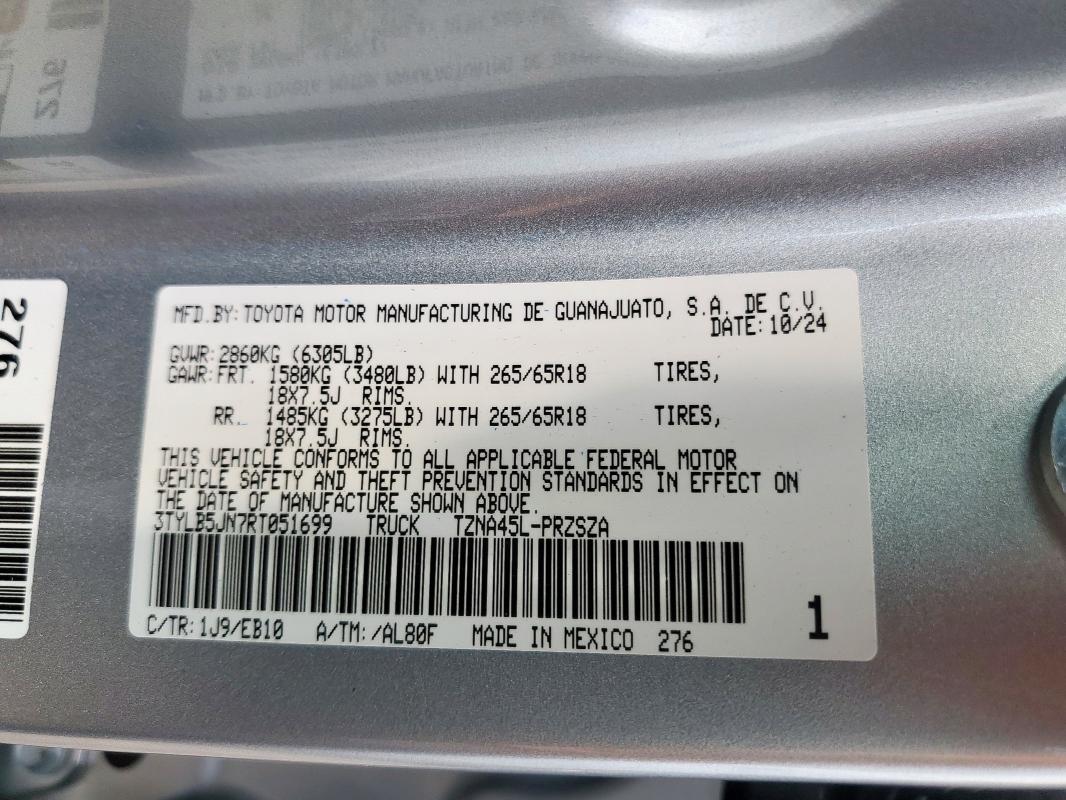 276
MFD.BY:TOYOTA MOTOR MANUFACTURING DE GUANAJUATO, S.A. DE C.V.
DATE:10/24
GVWR:2860KG (6305LB)
GAWR:FRT. 1580KG (3480LB) WITH 265/65R18 TIRES,
18X7.5J RIMS.
RR. 1485KG (3275LB) WITH 265/65R18 TIRES,
18X7.5J RIMS.
THIS VEHICLE CONFORMS TO ALL APPLICABLE FEDERAL MOTOR
VEHICLE SAFETY AND THEFT PREVENTION STANDARDS IN EFFECT ON
THE DATE OF MANUFACTURE SHOWN ABOVE.
3TYLB5JN7RT051699 TRUCK TZNA45L-PRZSZA
C/TR:1J9/EB10 A/TM:/AL80F MADE IN MEXICO 276
1
276